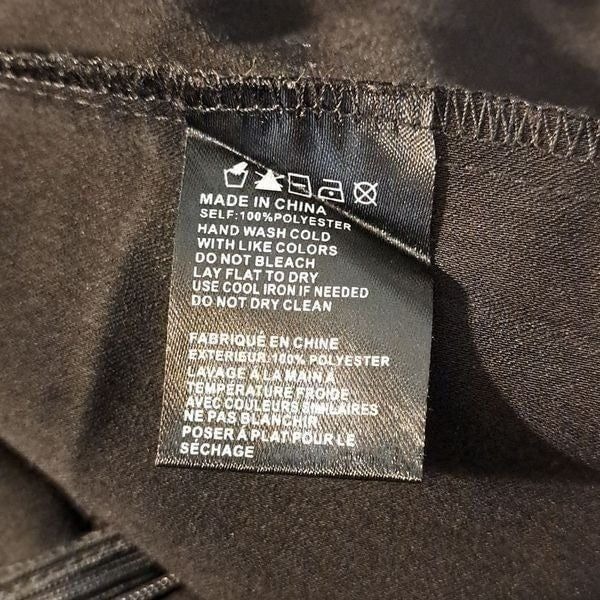 MADE IN CHINA
SELF:100%POLYESTER
HAND WASH COLD
WITH LIKE COLORS
DO NOT BLEACH
LAY FLAT TO DRY
USE COOL IRON IF NEEDED
DO NOT DRY CLEAN
FABRIQUÉ EN CHINE
EXTERIEUR:100% POLYESTER
LAVAGE À LA MAIN À
TEMPÉRATURE FROIDE
AVEC COULEURS SIMILAIRES
NE PAS BLANCHIR
POSER À PLAT POUR LE
SÉCHAGE